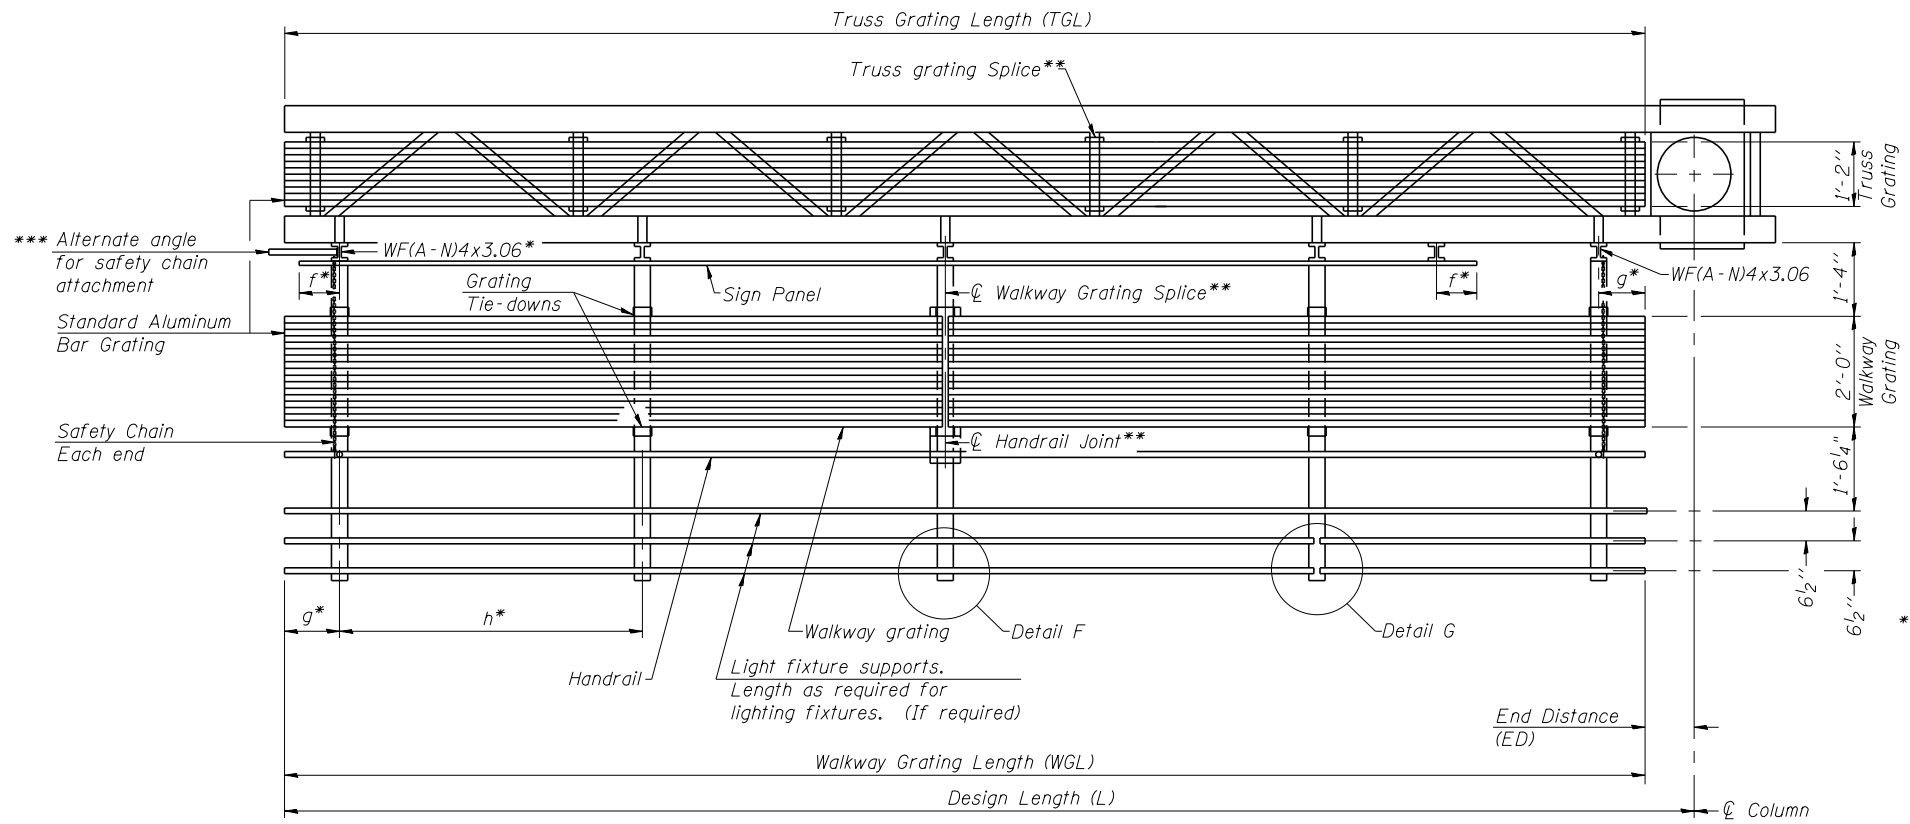 Truss Grating Length (TGL)
Truss grating Splice**
1'-2''
Truss
Grating
*** Alternate angle
for safety chain
attachment
WF(A-N)4x3.06*
f*
Sign Panel
Grating
Tie-downs
℄ Walkway Grating Splice**
f*
g*
WF(A-N)4x3.06
1'-4''
Standard Aluminum
Bar Grating
2'-0''
Walkway
Grating
Safety Chain
Each end
℄ Handrail Joint**
1'-6¼"
6½''
6½''
*
g*
h*
Walkway grating
Detail F
Detail G
Handrail
Light fixture supports.
Length as required for
lighting fixtures. (If required)
End Distance
(ED)
Walkway Grating Length (WGL)
Design Length (L)
℄ Column